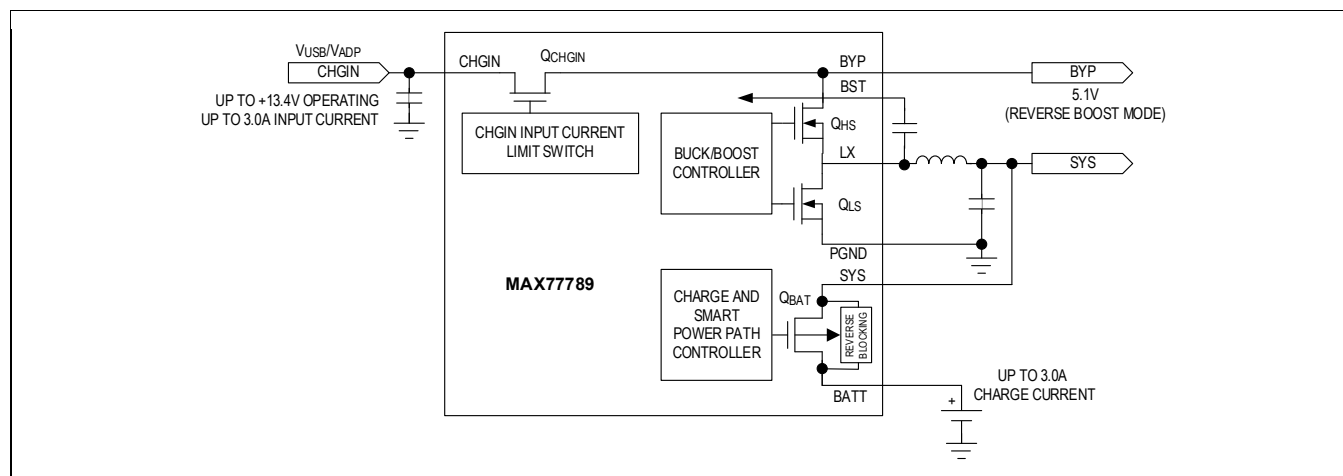 VUSB/VADP
CHGIN
UP TO +13.4V OPERATING
UP TO 3.0A INPUT CURRENT
CHGIN
QCHGIN
CHGIN INPUT CURRENT
LIMIT SWITCH
BYP
BST
BYP
5.1V
(REVERSE BOOST MODE)
BUCK/BOOST
CONTROLLER
QHS
LX
SYS
QLS
PGND
SYS
MAX77789
CHARGE AND
SMART
POWER PATH
CONTROLLER
QBAT
REVERSE
BLOCKING
BATT
UP TO 3.0A
CHARGE CURRENT
+